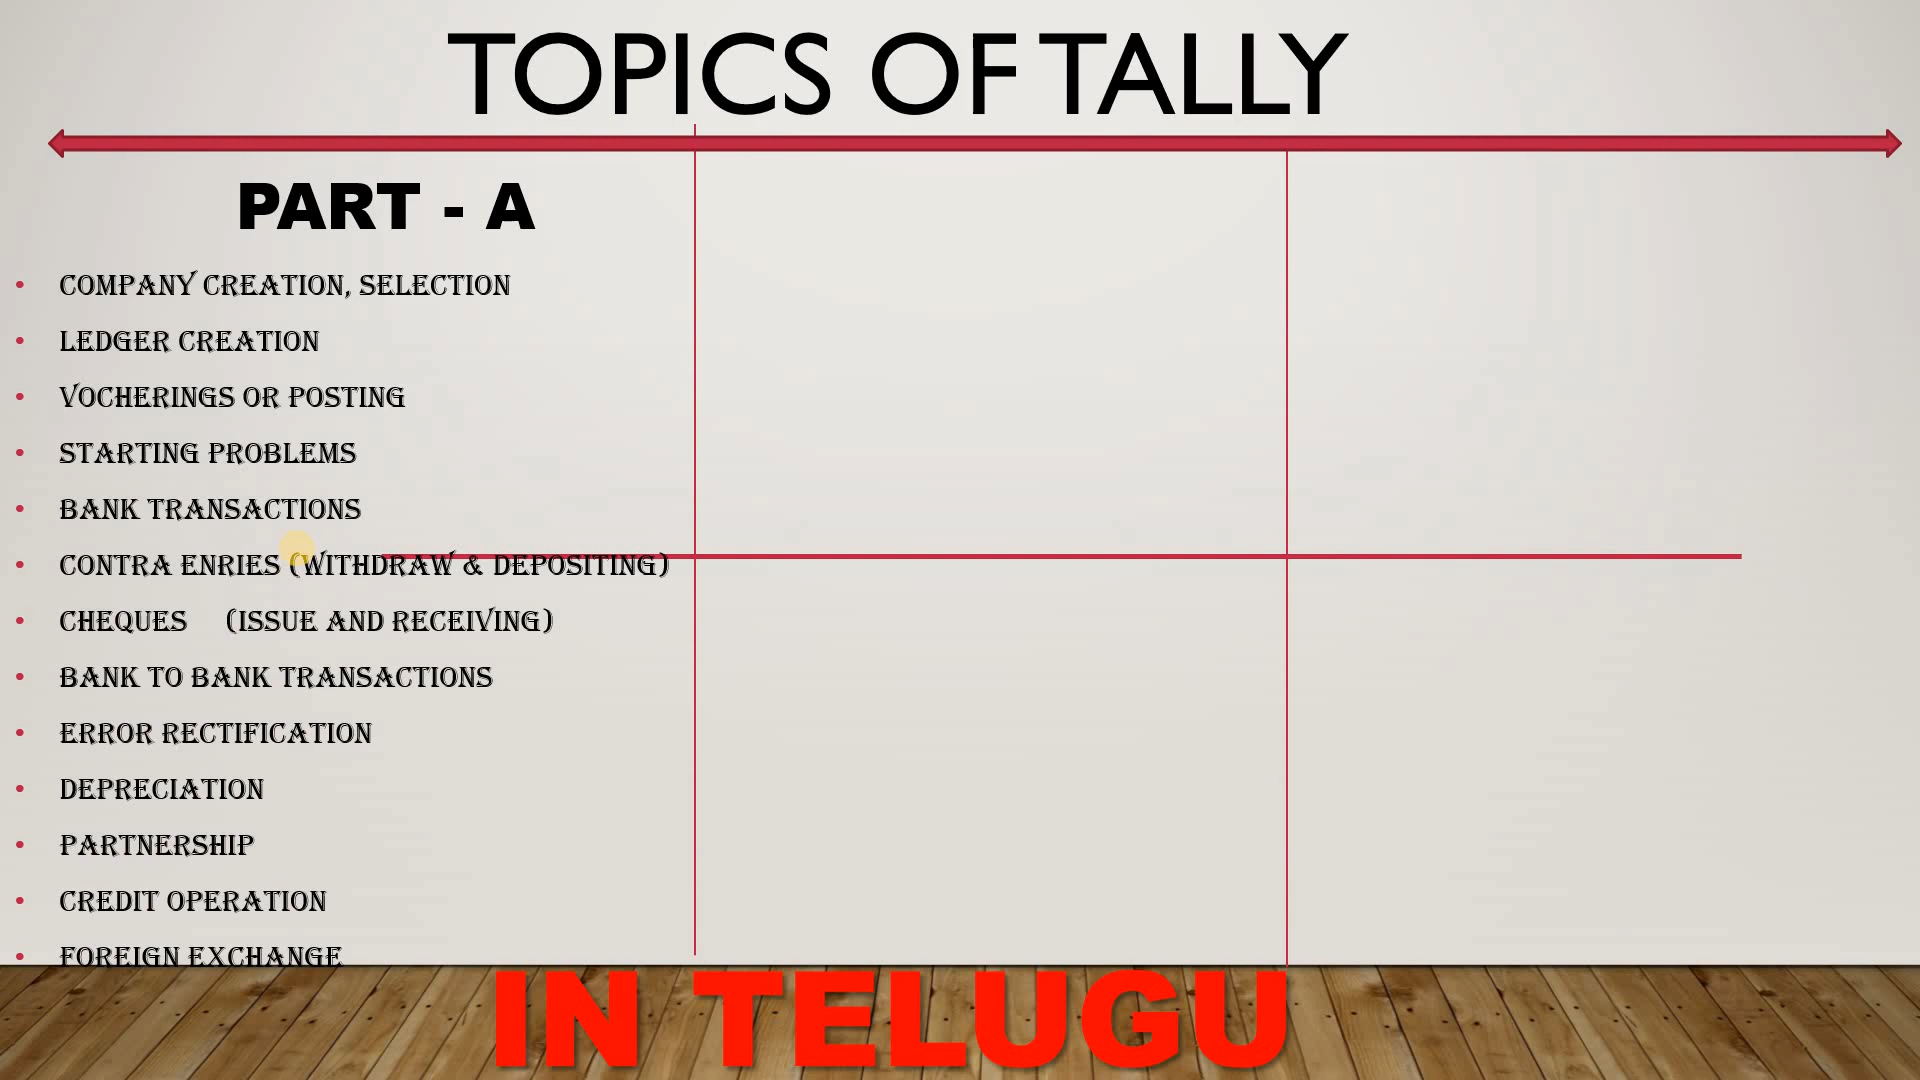 TOPICS OF TALLY
PART - A
• COMPANY CREATION, SELECTION
• LEDGER CREATION
• VOCHERINGS OR POSTING
• STARTING PROBLEMS
• BANK TRANSACTIONS
• CONTRA ENRIES (WITHDRAW & DEPOSITING)
• CHEQUES (ISSUE AND RECEIVING)
• BANK TO BANK TRANSACTIONS
• ERROR RECTIFICATION
• DEPRECIATION
• PARTNERSHIP
• CREDIT OPERATION
• FOREIGN EXCHANGE
IN TELUGU